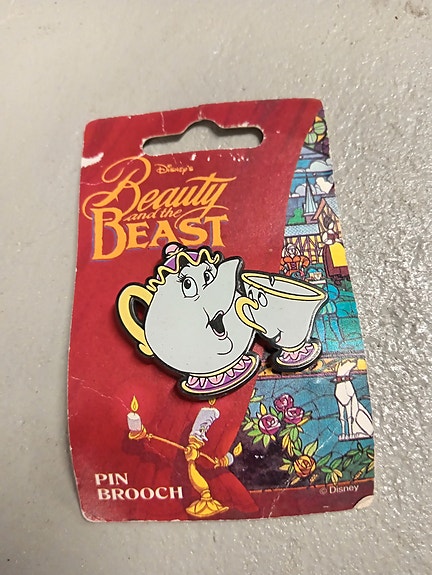 Disney's
Beauty
and the
BEAST
PIN
BROOCH
© Disney